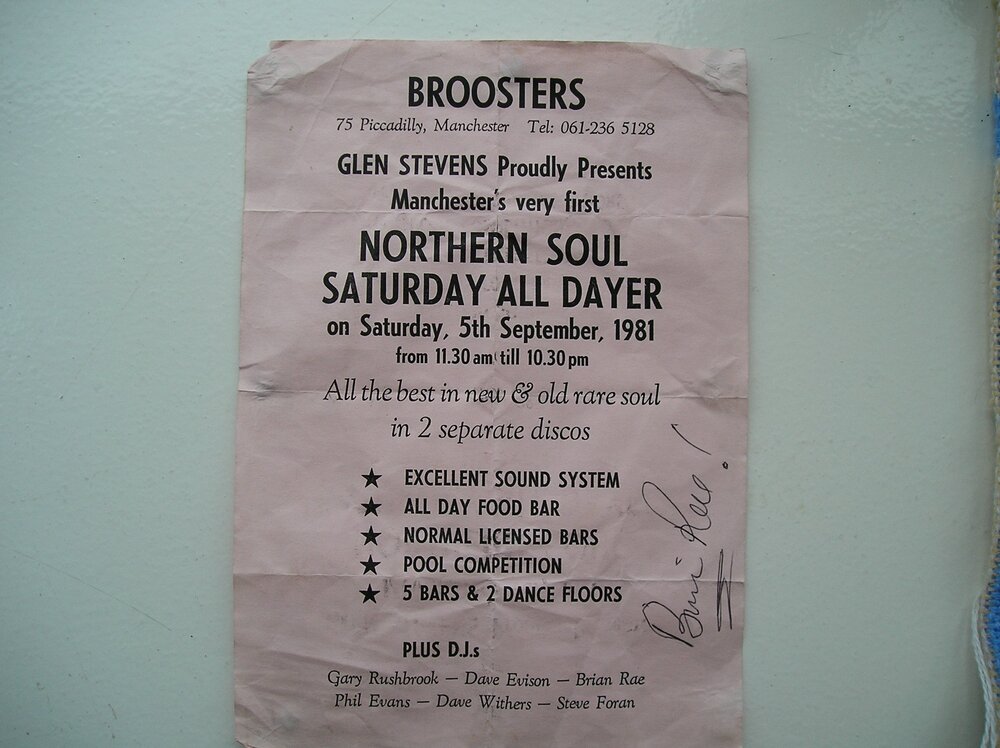 BROOSTERS
75 Piccadilly, Manchester Tel: 061-236 5128
GLEN STEVENS Proudly Presents
Manchester's very first
NORTHERN SOUL
SATURDAY ALL DAYER
on Saturday, 5th September, 1981
from 11.30 am till 10.30 pm
All the best in new & old rare soul
in 2 separate discos
★ EXCELLENT SOUND SYSTEM
★ ALL DAY FOOD BAR
★ NORMAL LICENSED BARS
★ POOL COMPETITION
★ 5 BARS & 2 DANCE FLOORS
PLUS D.J.s
Gary Rushbrook — Dave Evison — Brian Rae
Phil Evans — Dave Withers — Steve Foran